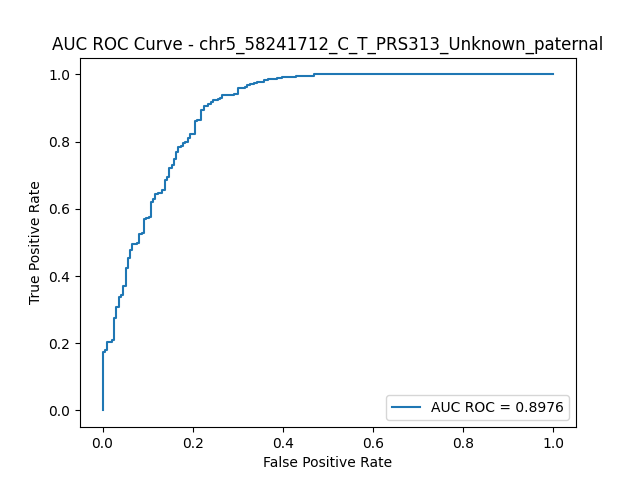 AUC ROC Curve - chr5_58241712_C_T_PRS313_Unknown_paternal
1.0
0.8
0.6
0.4
0.2
0.0
True Positive Rate
AUC ROC = 0.8976
0.0 0.2 0.4 0.6 0.8 1.0
False Positive Rate